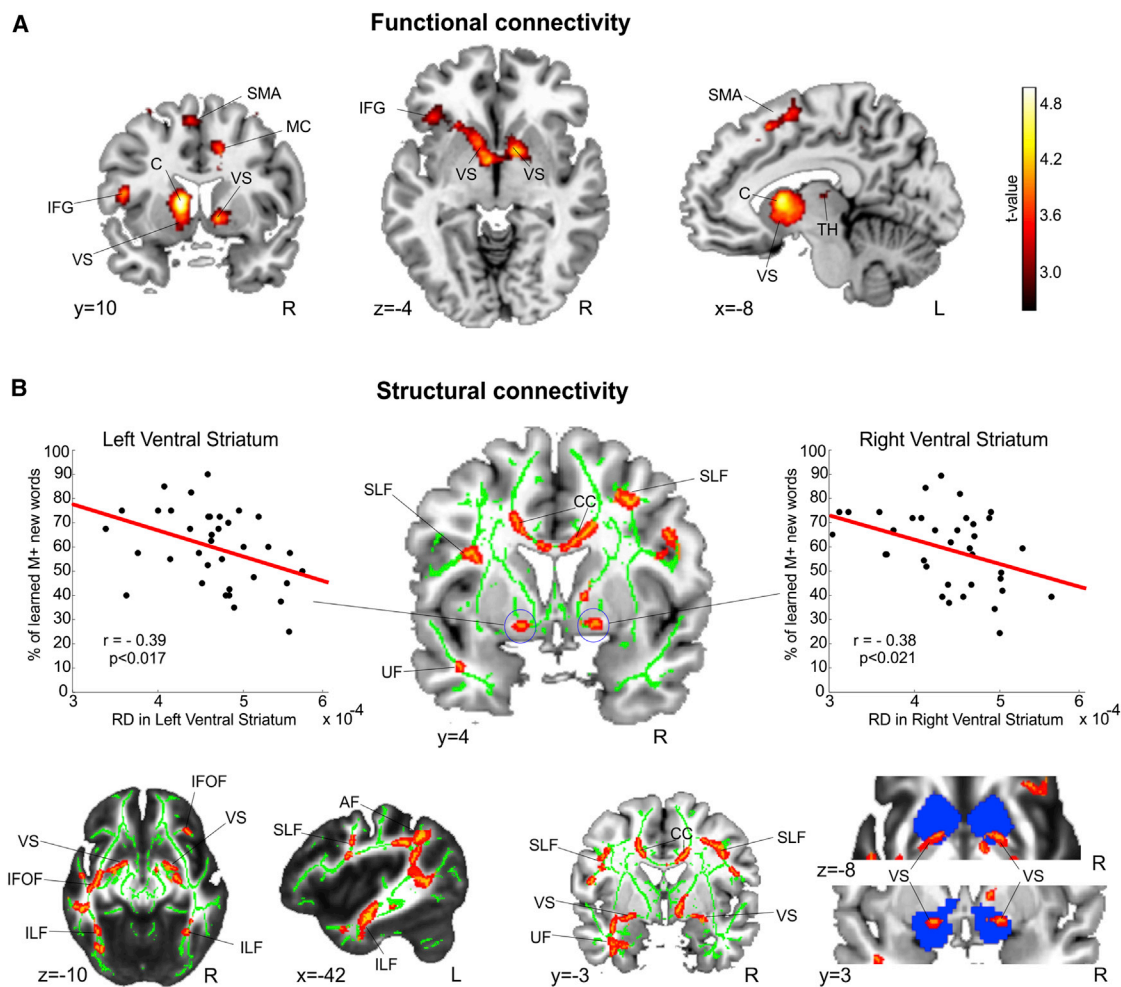 A
Functional connectivity
SMA
MC
C
VS
IFG
VS
y=10
R
IFG
VS
VS
z=-4
R
SMA
C
TH
VS
x=-8
L
4.8
4.2
3.6
3.0
t-value
B
Structural connectivity
Left Ventral Striatum
% of learned M+ new words
100
90
80
70
60
50
40
30
20
10
0
r = - 0.39
p<0.017
3
4
5
6
x 10-4
RD in Left Ventral Striatum
SLF
CC
SLF
UF
y=4
R
Right Ventral Striatum
% of learned M+ new words
100
90
80
70
60
50
40
30
20
10
0
r = - 0.38
p<0.021
3
4
5
6
x 10-4
RD in Right Ventral Striatum
IFOF
VS
VS
IFOF
ILF
ILF
z=-10
R
AF
SLF
ILF
x=-42
L
SLF
CC
SLF
VS
VS
UF
y=-3
R
z=-8
R
VS
VS
y=3
R